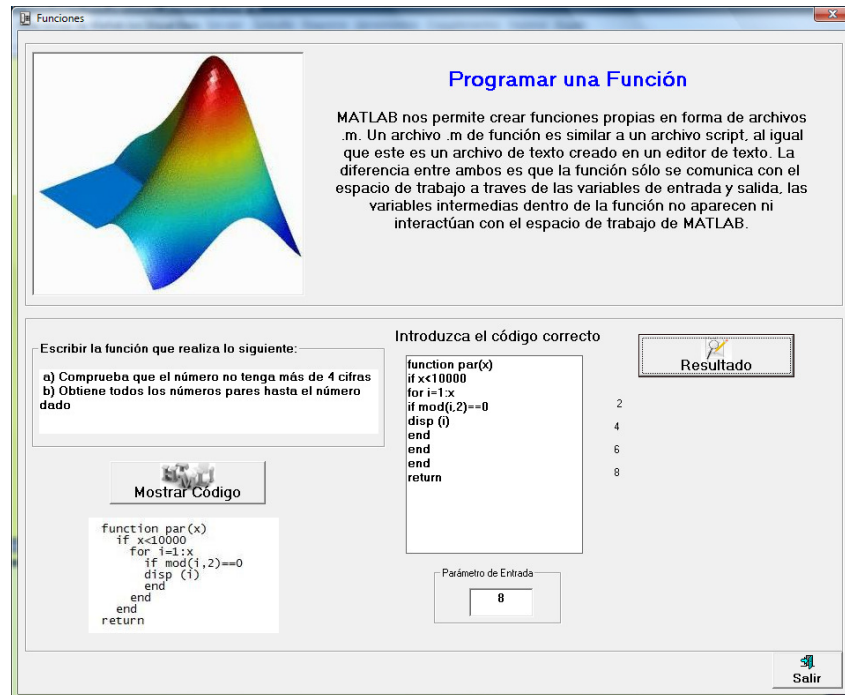 Funciones
Programar una Función
MATLAB nos permite crear funciones propias en forma de archivos
.m. Un archivo .m de función es similar a un archivo script, al igual
que este es un archivo de texto creado en un editor de texto. La
diferencia entre ambos es que la función sólo se comunica con el
espacio de trabajo a traves de las variables de entrada y salida, las
variables intermedias dentro de la función no aparecen ni
interactúan con el espacio de trabajo de MATLAB.
Escribir la función que realiza lo siguiente:
a) Comprueba que el número no tenga más de 4 cifras
b) Obtiene todos los números pares hasta el número
dado
Mostrar Código
function par(x)
if x<10000
for i=1:x
if mod(i,2)==0
disp (i)
end
end
end
return
Introduzca el código correcto
function par(x)
if x<10000
for i=1:x
if mod(i,2)==0
disp (i)
end
end
end
return
Parámetro de Entrada
8
Resultado
2
4
6
8
Salir